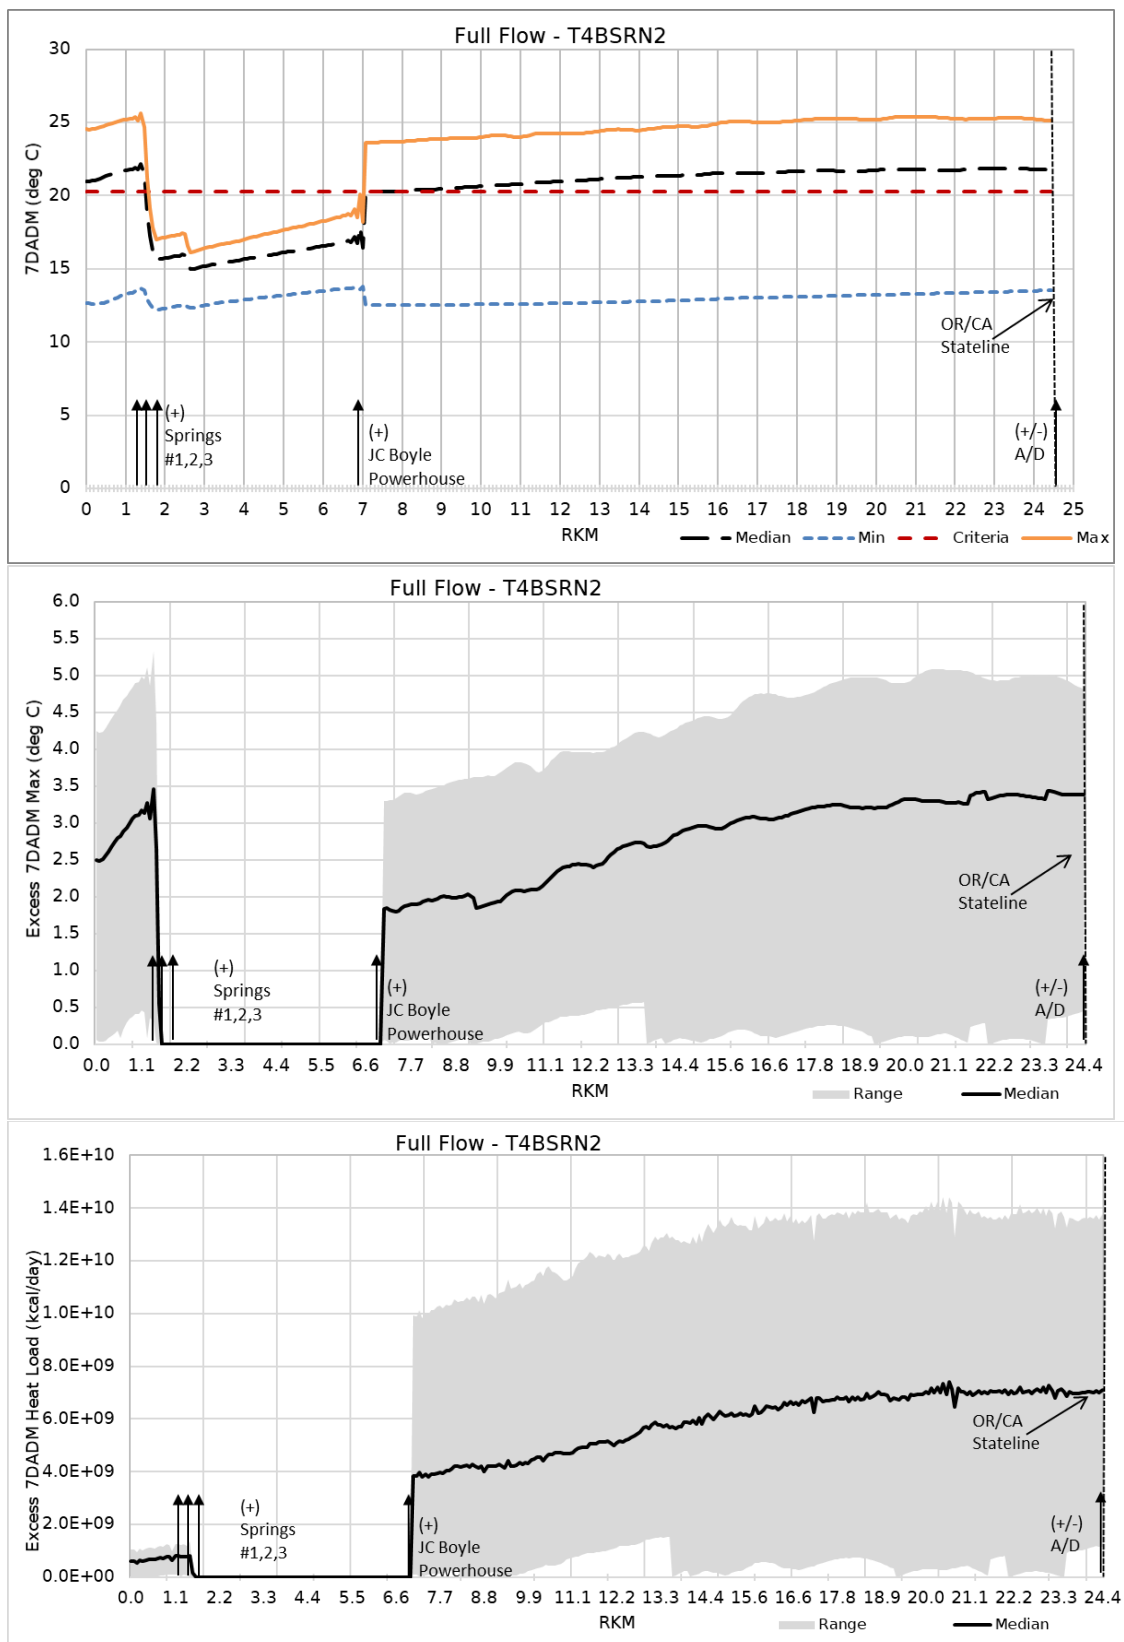 Full Flow - T4BSRN2
30
25
20
15
10
5
0
7DADM (deg C)
OR/CA
Stateline
(+)
Springs
#1,2,3
(+)
JC Boyle
Powerhouse
(+/-)
A/D
0 1 2 3 4 5 6 7 8 9 10 11 12 13 14 15 16 17 18 19 20 21 22 23 24 25
RKM
Median Min Criteria Max
Full Flow - T4BSRN2
6.0
5.5
5.0
4.5
4.0
3.5
3.0
2.5
2.0
1.5
1.0
0.5
0.0
Excess 7DADM Max (deg C)
OR/CA
Stateline
(+)
Springs
#1,2,3
(+)
JC Boyle
Powerhouse
(+/-)
A/D
0.0 1.1 2.2 3.3 4.4 5.5 6.6 7.7 8.8 9.9 11.1 12.2 13.3 14.4 15.6 16.6 17.8 18.9 20.0 21.1 22.2 23.3 24.4
RKM
Range Median
Full Flow - T4BSRN2
1.6E+10
1.4E+10
1.2E+10
1.0E+10
8.0E+09
6.0E+09
4.0E+09
2.0E+09
0.0E+00
Excess 7DADM Heat Load (kcal/day)
OR/CA
Stateline
(+)
Springs
#1,2,3
(+)
JC Boyle
Powerhouse
(+/-)
A/D
0.0 1.1 2.2 3.3 4.4 5.5 6.6 7.7 8.8 9.9 11.1 12.2 13.3 14.4 15.6 16.6 17.8 18.9 20.0 21.1 22.2 23.3 24.4
RKM
Range Median